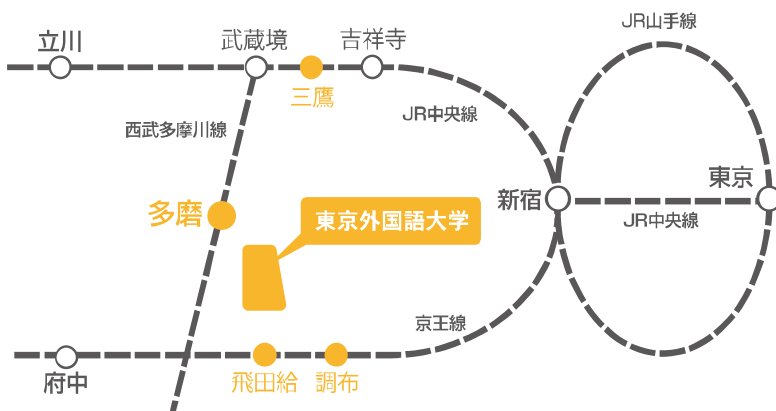 JR山手線
立川
武蔵境
吉祥寺
三鷹
JR中央線
西武多摩川線
多磨
東京外国語大学
新宿
東京
JR中央線
京王線
府中
飛田給
調布